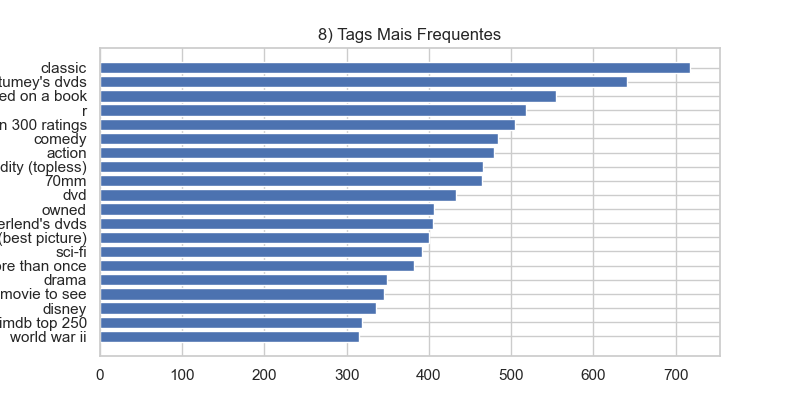 8) Tags Mais Frequentes
classic
tumey's dvds
ed on a book
r
n 300 ratings
comedy
action
dity (topless)
70mm
dvd
owned
erlend's dvds
(best picture)
sci-fi
ore than once
drama
movie to see
disney
imdb top 250
world war ii
0 100 200 300 400 500 600 700